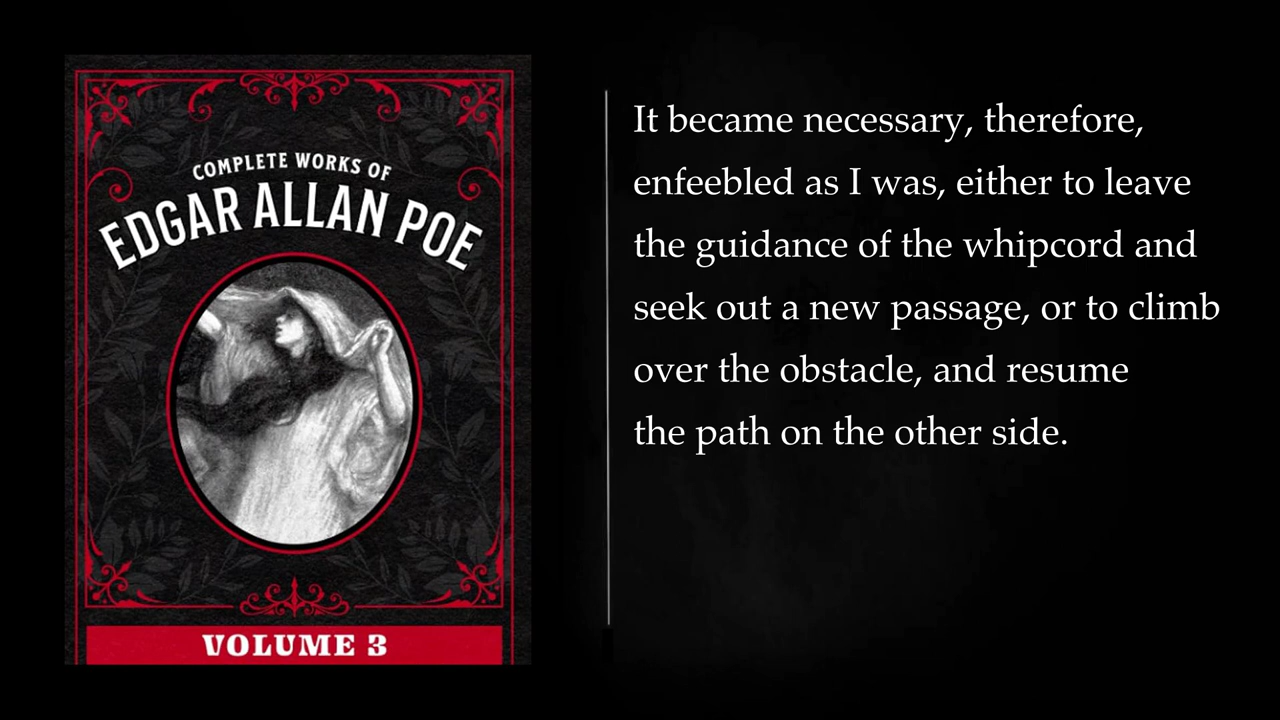 COMPLETE WORKS OF
EDGAR ALLAN POE
VOLUME 3
It became necessary, therefore,
enfeebled as I was, either to leave
the guidance of the whipcord and
seek out a new passage, or to climb
over the obstacle, and resume
the path on the other side.